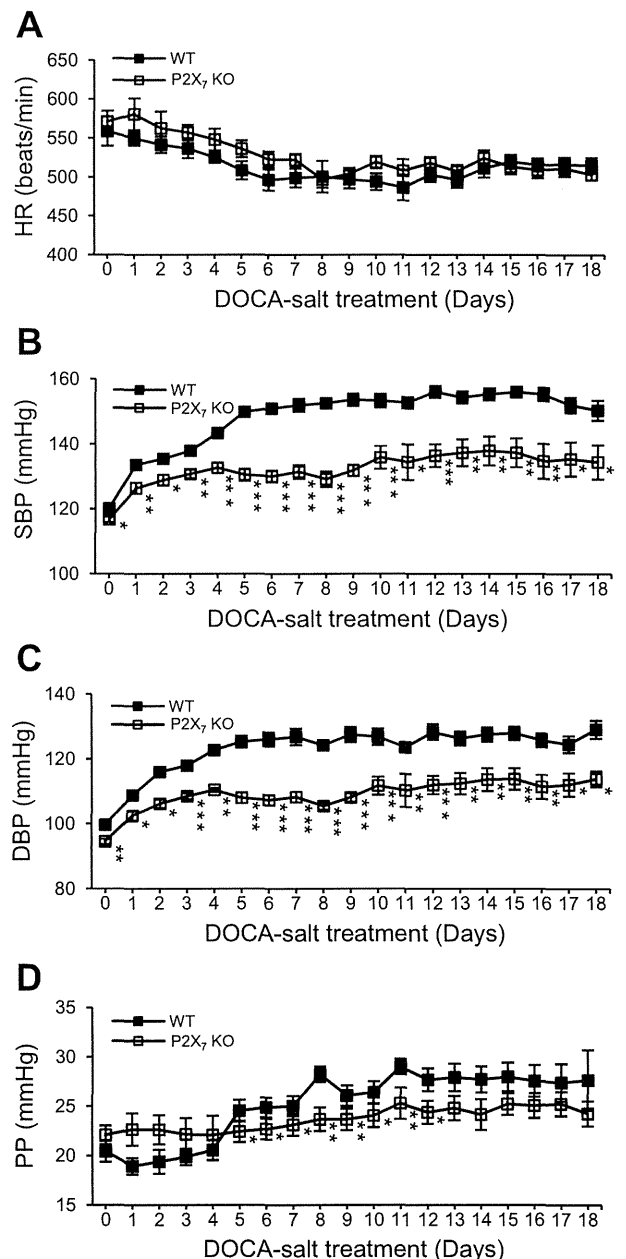 A
WT
P2X7 KO
650
600
550
500
450
400
HR (beats/min)
0 1 2 3 4 5 6 7 8 9 10 11 12 13 14 15 16 17 18
DOCA-salt treatment (Days)
B
WT
P2X7 KO
160
140
120
100
SBP (mmHg)
0 1 2 3 4 5 6 7 8 9 10 11 12 13 14 15 16 17 18
DOCA-salt treatment (Days)
C
WT
P2X7 KO
140
120
100
80
DBP (mmHg)
0 1 2 3 4 5 6 7 8 9 10 11 12 13 14 15 16 17 18
DOCA-salt treatment (Days)
D
WT
P2X7 KO
35
30
25
20
15
PP (mmHg)
0 1 2 3 4 5 6 7 8 9 10 11 12 13 14 15 16 17 18
DOCA-salt treatment (Days)